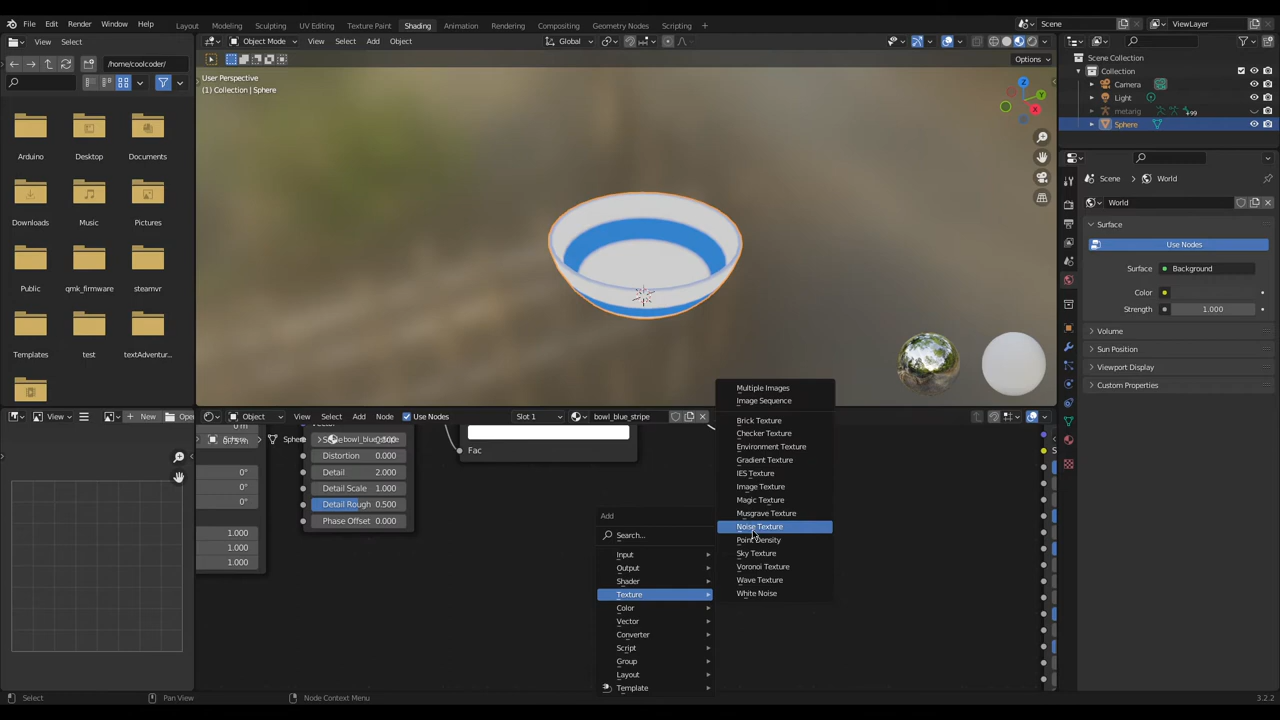 File Edit Render Window Help
Layout Modeling Sculpting UV Editing Texture Paint Shading Animation Rendering Compositing Geometry Nodes Scripting +
Scene ViewLayer
View Select
Object Mode View Select Add Object Global
Options
/home/coolcoder/
User Perspective
(1) Collection | Sphere
Z
Y
X
Scene Collection
Collection
Camera
Light
metarig
Sphere
Arduino Desktop Documents
Downloads Music Pictures
Public qmk_firmware steamvr
Templates test textAdventur...
Scene World
World
Surface
Use Nodes
Surface Background
Color
Strength 1.000
Volume
Sun Position
Viewport Display
Custom Properties
View New Open
Object View Select Add Node Use Nodes Slot 1 bowl_blue_stripe
Sphere Sphere bowl_blue_stripe
0 m
0°
0°
0°
1.000
1.000
1.000
Distortion 0.000
Detail 2.000
Detail Scale 1.000
Detail Rough 0.500
Phase Offset 0.000
Fac
Add
Search...
Input
Output
Shader
Texture
Color
Vector
Converter
Script
Group
Layout
Template
Multiple Images
Image Sequence
Brick Texture
Checker Texture
Environment Texture
Gradient Texture
IES Texture
Image Texture
Magic Texture
Musgrave Texture
Noise Texture
Point Density
Sky Texture
Voronoi Texture
Wave Texture
White Noise
Select Pan View Node Context Menu 3.2.2